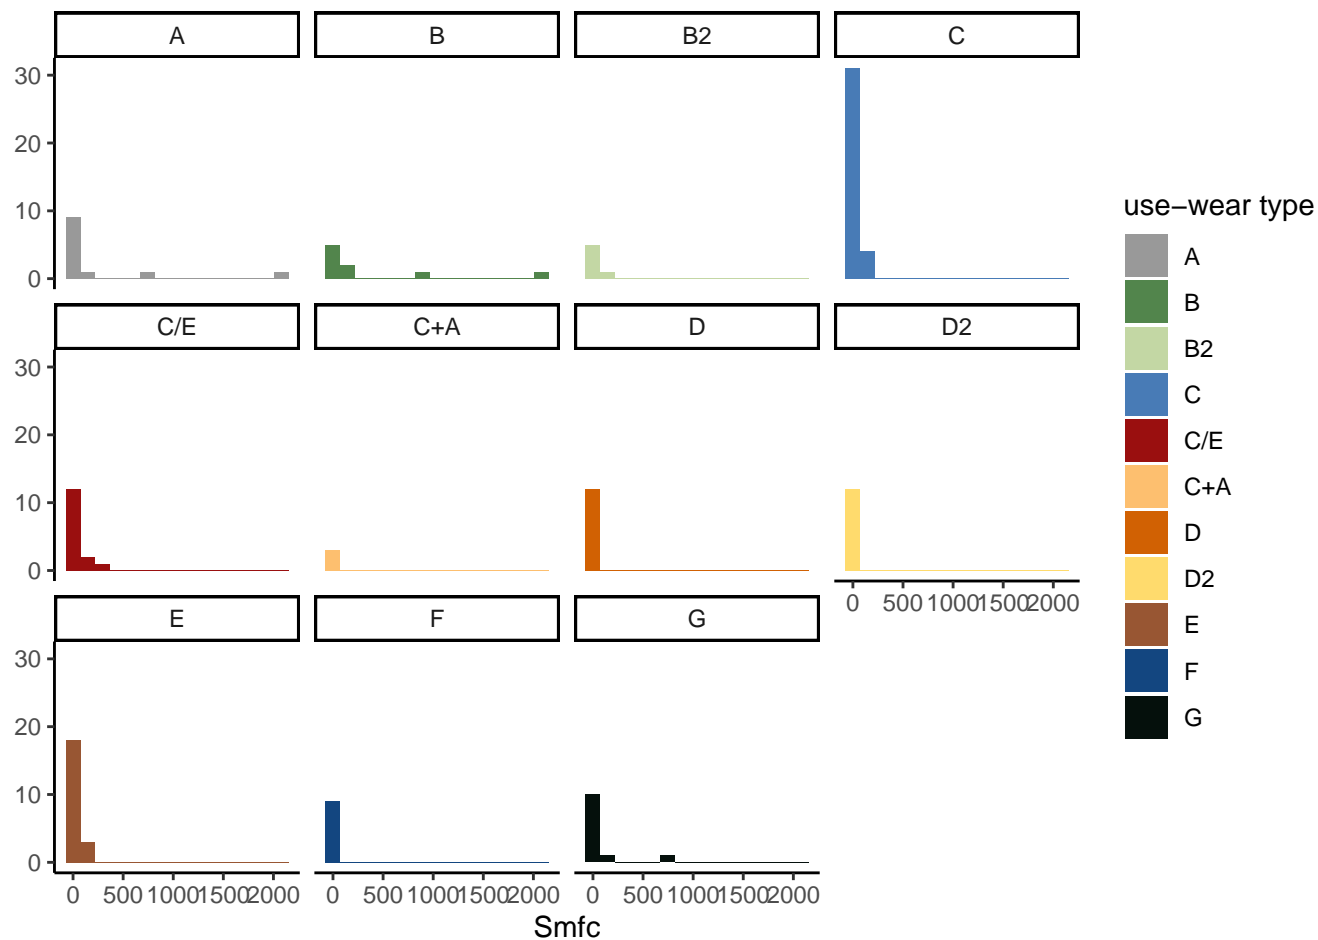 A B B2 C
30
20
10
0
C/E C+A D D2
30
20
10
0
0 500 1000 1500 2000
E F G
30
20
10
0
0 500 1000 1500 2000 0 500 1000 1500 2000 0 500 1000 1500 2000
Smfc
use−wear type
A
B
B2
C
C/E
C+A
D
D2
E
F
G